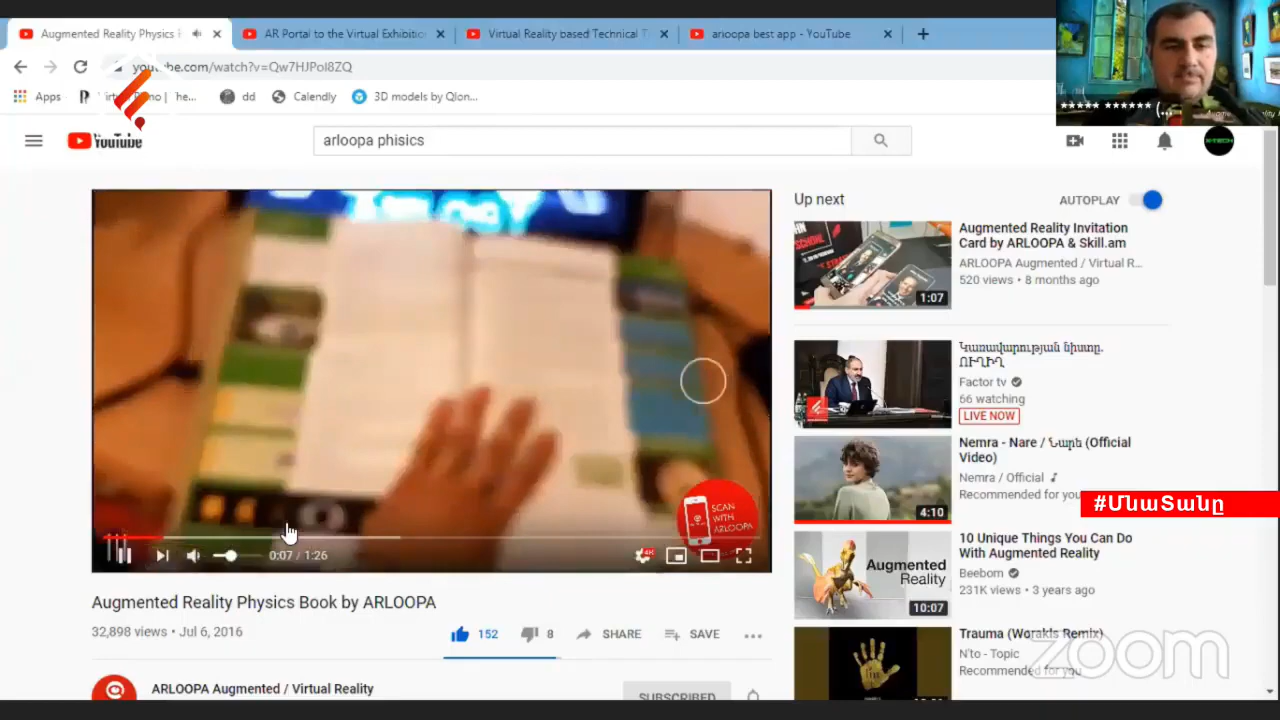 Augmented Reality Physics
AR Portal to the Virtual Exhibition
Virtual Reality based Technical T
arloopa best app - YouTube
youtube.com/watch?v=Qw7HJPoI8ZQ
Apps
dd
Calendly
3D models by Qlon...
***** ****** (...
YouTube
arloopa phisics
Up next
AUTOPLAY
Augmented Reality Invitation
Card by ARLOOPA & Skill.am
ARLOOPA Augmented / Virtual R...
520 views • 8 months ago
1:07
Կառավարության նիստը.
ՈՒՂԻՂ
Factor tv
66 watching
LIVE NOW
Nemra - Nare / Նարե (Official
Video)
Nemra / Official
Recommended for you
4:10
#ՄնաՏանը
10 Unique Things You Can Do
With Augmented Reality
Beebom
231K views • 3 years ago
Augmented
Reality
10:07
Trauma (Worakls Remix)
N'to - Topic
Recommended for you
zoom
SCAN
WITH
ARLOOPA
0:07 / 1:26
4K
Augmented Reality Physics Book by ARLOOPA
32,898 views • Jul 6, 2016
152
8
SHARE
SAVE
ARLOOPA Augmented / Virtual Reality
SUBSCRIBED